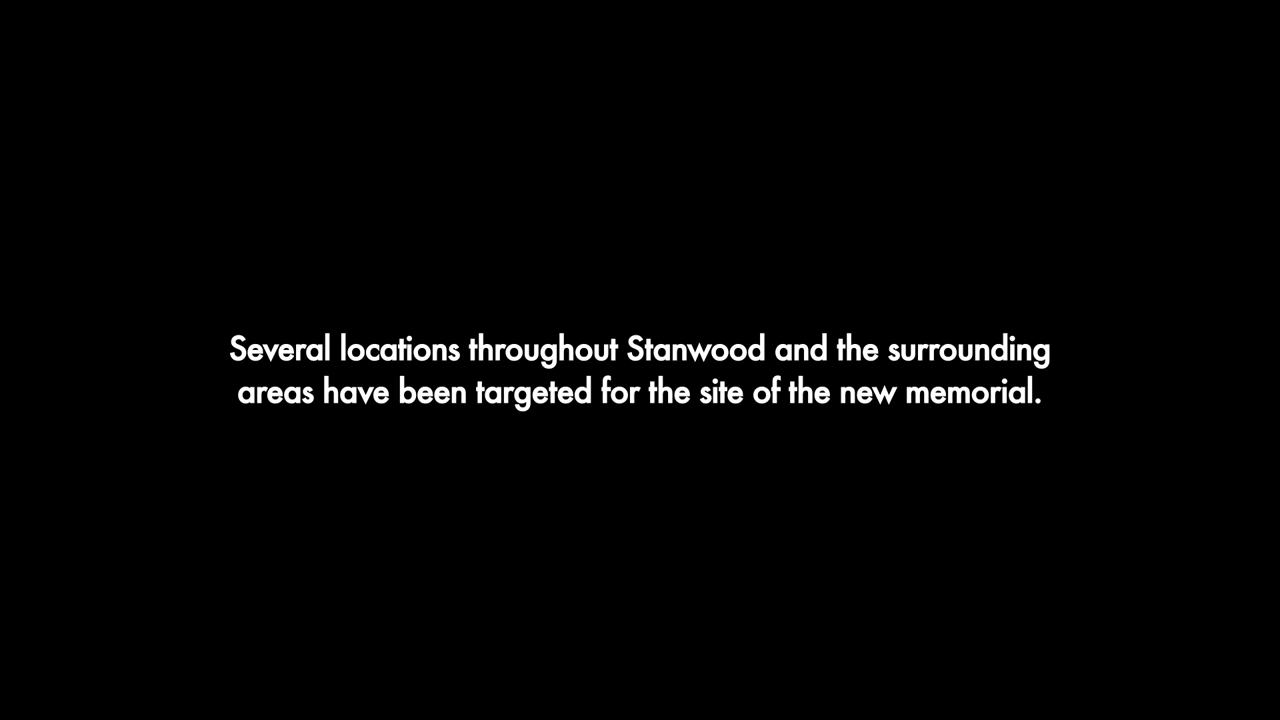 Several locations throughout Stanwood and the surrounding
areas have been targeted for the site of the new memorial.